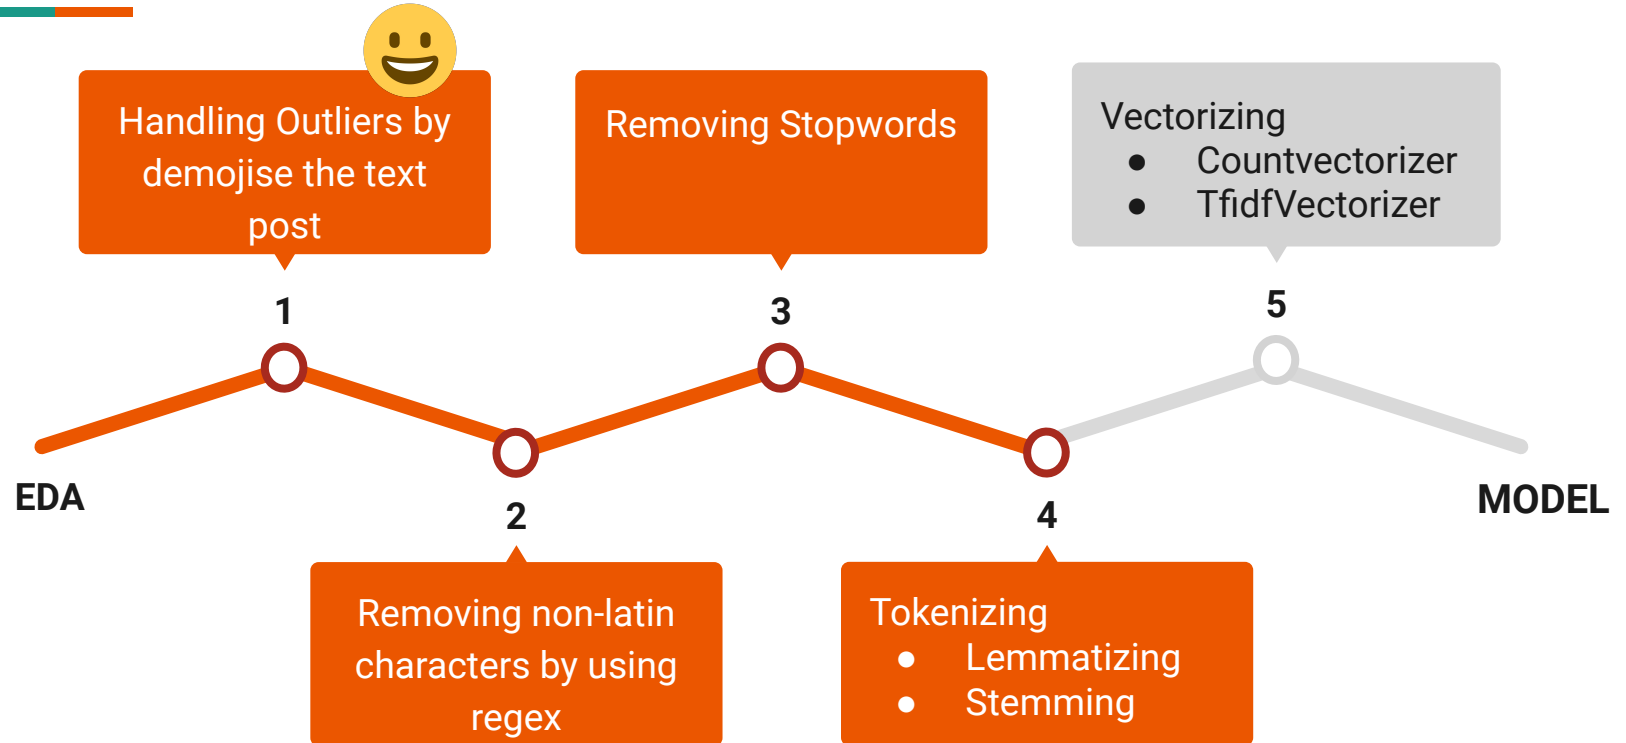 Handling Outliers by
demojise the text
post
Removing Stopwords
Vectorizing
● Countvectorizer
● TfidfVectorizer
1
3
5
EDA
MODEL
2
4
Removing non-latin
characters by using
regex
Tokenizing
● Lemmatizing
● Stemming